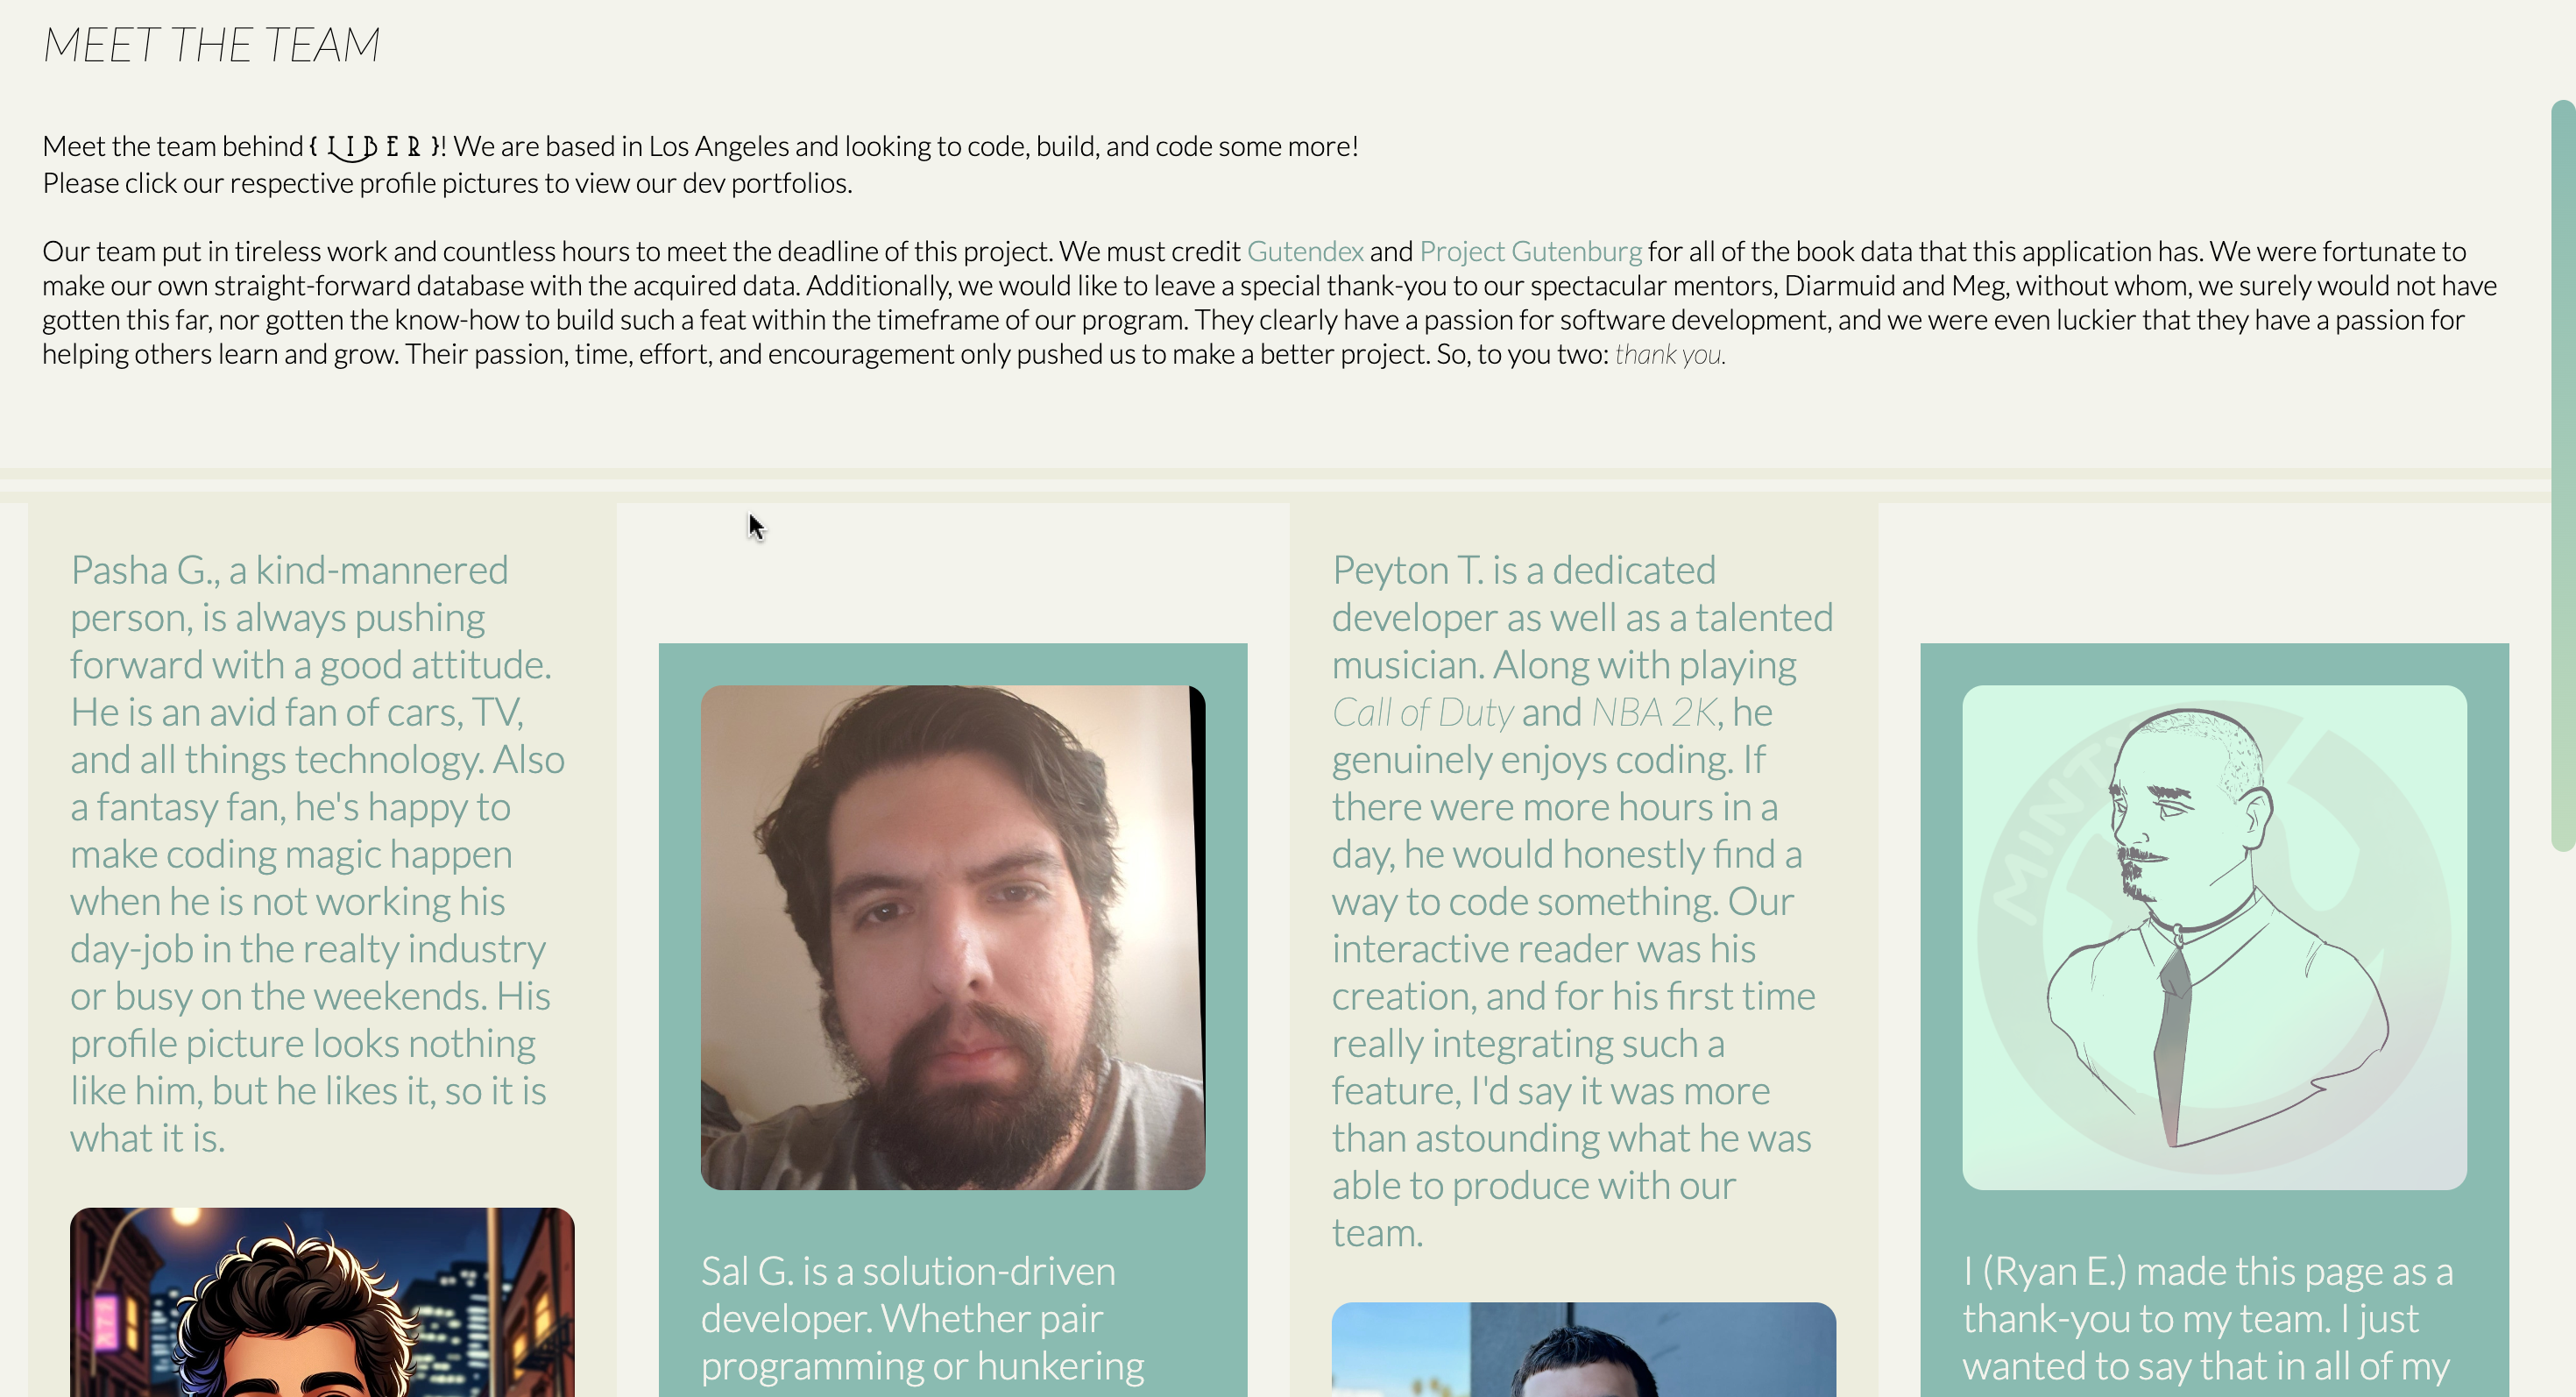 MEET THE TEAM
Meet the team behind { LIBER }! We are based in Los Angeles and looking to code, build, and code some more!
Please click our respective profile pictures to view our dev portfolios.
Our team put in tireless work and countless hours to meet the deadline of this project. We must credit Gutendex and Project Gutenburg for all of the book data that this application has. We were fortunate to
make our own straight-forward database with the acquired data. Additionally, we would like to leave a special thank-you to our spectacular mentors, Diarmuid and Meg, without whom, we surely would not have
gotten this far, nor gotten the know-how to build such a feat within the timeframe of our program. They clearly have a passion for software development, and we were even luckier that they have a passion for
helping others learn and grow. Their passion, time, effort, and encouragement only pushed us to make a better project. So, to you two: thank you.
Pasha G., a kind-mannered
person, is always pushing
forward with a good attitude.
He is an avid fan of cars, TV,
and all things technology. Also
a fantasy fan, he's happy to
make coding magic happen
when he is not working his
day-job in the realty industry
or busy on the weekends. His
profile picture looks nothing
like him, but he likes it, so it is
what it is.
Sal G. is a solution-driven
developer. Whether pair
programming or hunkering
Peyton T. is a dedicated
developer as well as a talented
musician. Along with playing
Call of Duty and NBA 2K, he
genuinely enjoys coding. If
there were more hours in a
day, he would honestly find a
way to code something. Our
interactive reader was his
creation, and for his first time
really integrating such a
feature, I'd say it was more
than astounding what he was
able to produce with our
team.
MINT
I (Ryan E.) made this page as a
thank-you to my team. I just
wanted to say that in all of my